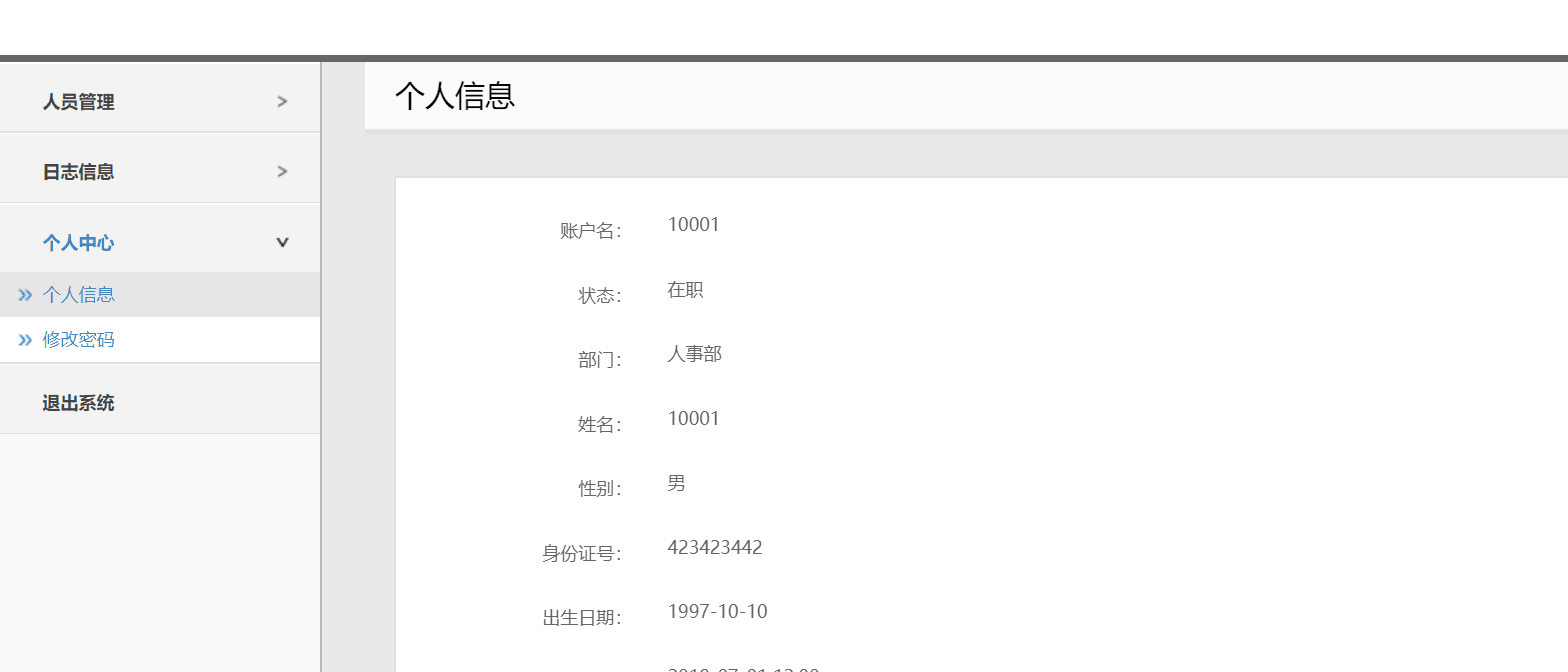 人员管理
日志信息
个人中心
个人信息
修改密码
退出系统
个人信息
账户名： 10001
状态： 在职
部门： 人事部
姓名： 10001
性别： 男
身份证号： 423423442
出生日期： 1997-10-10